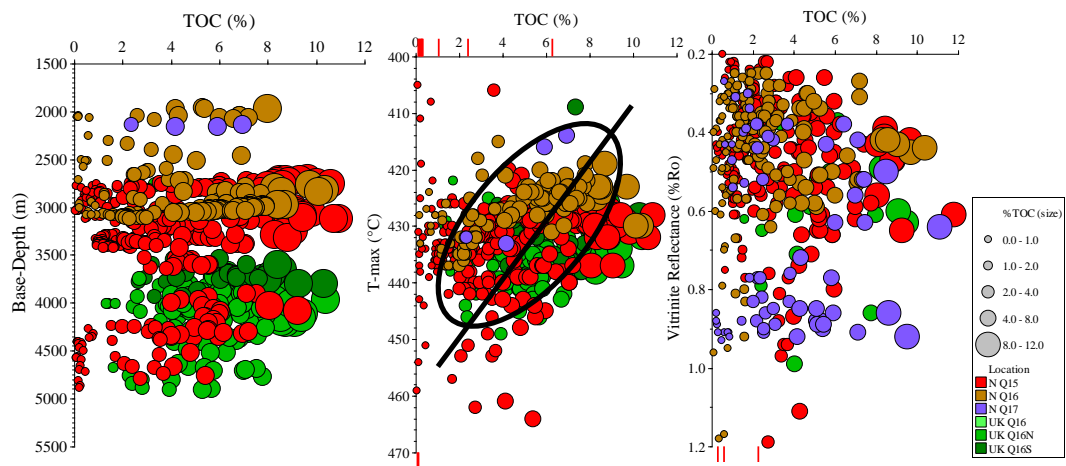 TOC (%)
0 2 4 6 8 10 12
1500
2000
2500
3000
3500
4000
4500
5000
5500
Base-Depth (m)
TOC (%)
0 2 4 6 8 10 12
400
410
420
430
440
450
460
470
T-max (°C)
TOC (%)
0 2 4 6 8 10 12
0.2
0.4
0.6
0.8
1.0
1.2
Vitrinite Reflectance (%Ro)
%TOC (size)
0.0 - 1.0
1.0 - 2.0
2.0 - 4.0
4.0 - 8.0
8.0 - 12.0
Location
N Q15
N Q16
N Q17
UK Q16
UK Q16N
UK Q16S